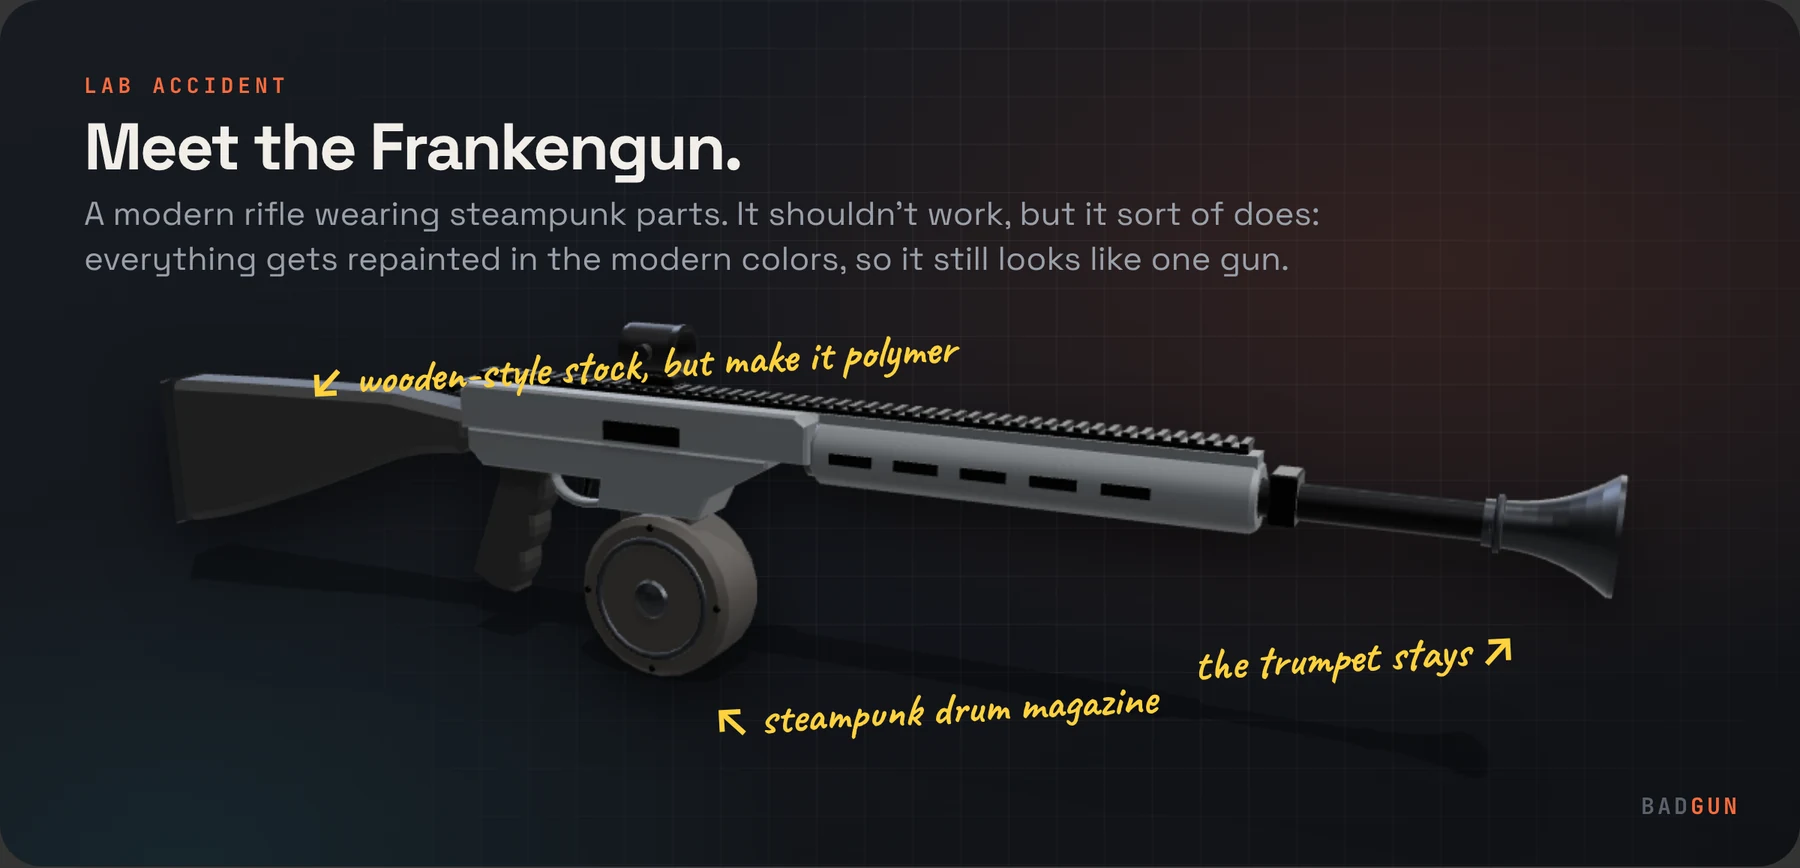 LAB ACCIDENT
Meet the Frankengun.
A modern rifle wearing steampunk parts. It shouldn’t work, but it sort of does:
everything gets repainted in the modern colors, so it still looks like one gun.
↙ wooden-style stock, but make it polymer
the trumpet stays ↗
↖ steampunk drum magazine
BADGUN